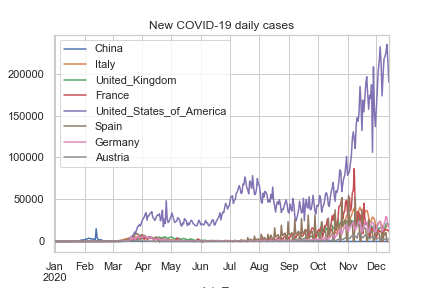 New COVID-19 daily cases
China
Italy
United_Kingdom
France
United_States_of_America
Spain
Germany
Austria
200000
150000
100000
50000
0
Jan Feb Mar Apr May Jun Jul Aug Sep Oct Nov Dec
2020